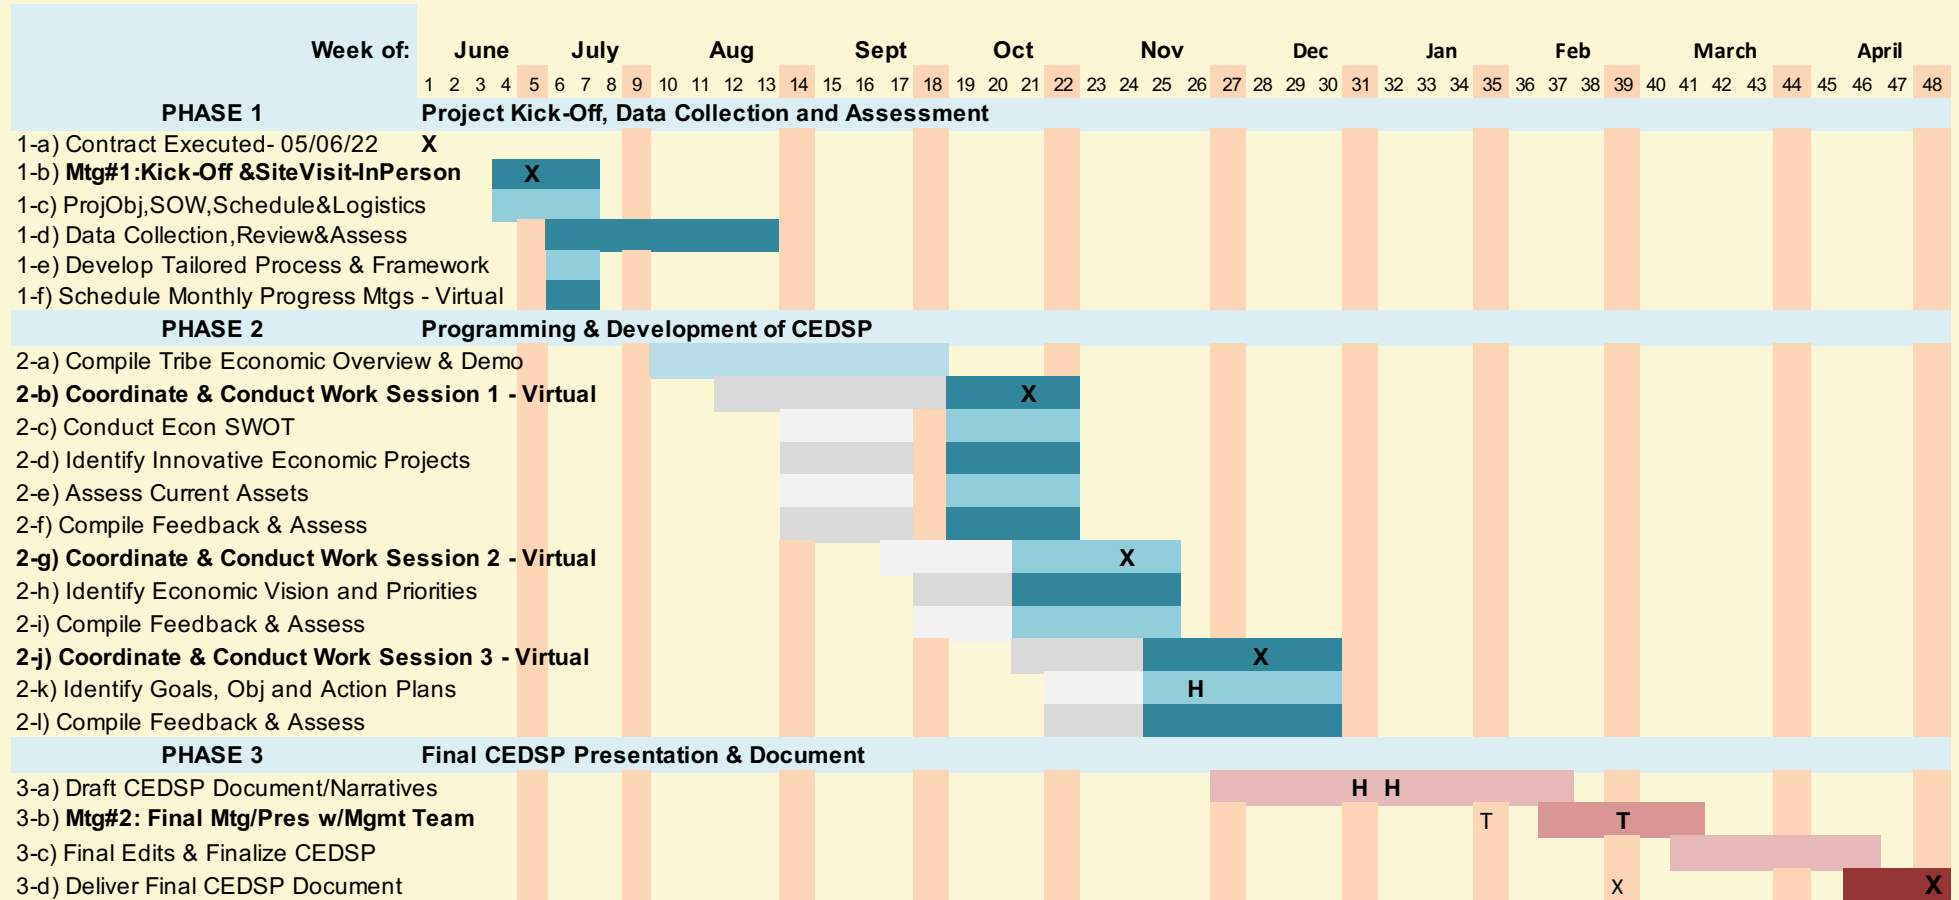 Week of: June July Aug Sept Oct Nov Dec Jan Feb March April
1 2 3 4 5 6 7 8 9 10 11 12 13 14 15 16 17 18 19 20 21 22 23 24 25 26 27 28 29 30 31 32 33 34 35 36 37 38 39 40 41 42 43 44 45 46 47 48
PHASE 1 Project Kick-Off, Data Collection and Assessment
1-a) Contract Executed- 05/06/22 X
1-b) Mtg#1:Kick-Off &SiteVisit-InPerson X
1-c) ProjObj,SOW,Schedule&Logistics
1-d) Data Collection,Review&Assess
1-e) Develop Tailored Process & Framework
1-f) Schedule Monthly Progress Mtgs - Virtual
PHASE 2 Programming & Development of CEDSP
2-a) Compile Tribe Economic Overview & Demo
2-b) Coordinate & Conduct Work Session 1 - Virtual X
2-c) Conduct Econ SWOT
2-d) Identify Innovative Economic Projects
2-e) Assess Current Assets
2-f) Compile Feedback & Assess
2-g) Coordinate & Conduct Work Session 2 - Virtual X
2-h) Identify Economic Vision and Priorities
2-i) Compile Feedback & Assess
2-j) Coordinate & Conduct Work Session 3 - Virtual X
2-k) Identify Goals, Obj and Action Plans H
2-l) Compile Feedback & Assess
PHASE 3 Final CEDSP Presentation & Document
3-a) Draft CEDSP Document/Narratives H H
3-b) Mtg#2: Final Mtg/Pres w/Mgmt Team T T
3-c) Final Edits & Finalize CEDSP
3-d) Deliver Final CEDSP Document X X